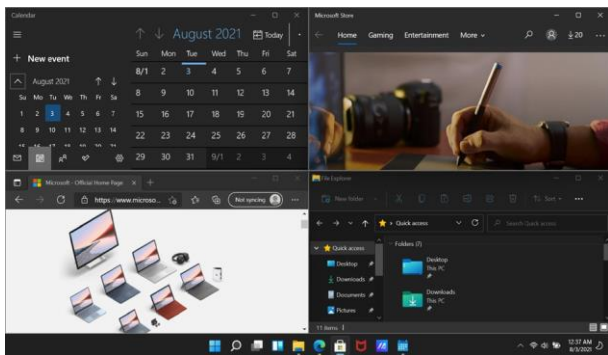 Calendar
August 2021
Today
Sun Mon Tue Wed Thu Fri Sat
+ New event
8/1 2 3 4 5 6 7
August 2021
8 9 10 11 12 13 14
Su Mo Tu We Th Fr Sa
1 2 3 4 5 6 7
15 16 17 18 19 20 21
8 9 10 11 12 13 14
22 23 24 25 26 27 28
29 30 31 9/1 2 3 4
Microsoft Store
Home Gaming Entertainment More
20
Microsoft - Official Home Page
https://www.microso...
Not syncing
File Explorer
New folder
Sort
Quick access
Search Quick access
Quick access
Desktop
Downloads
Documents
Pictures
Folders (7)
Desktop
This PC
Downloads
This PC
11 items
12:37 AM
8/3/2021